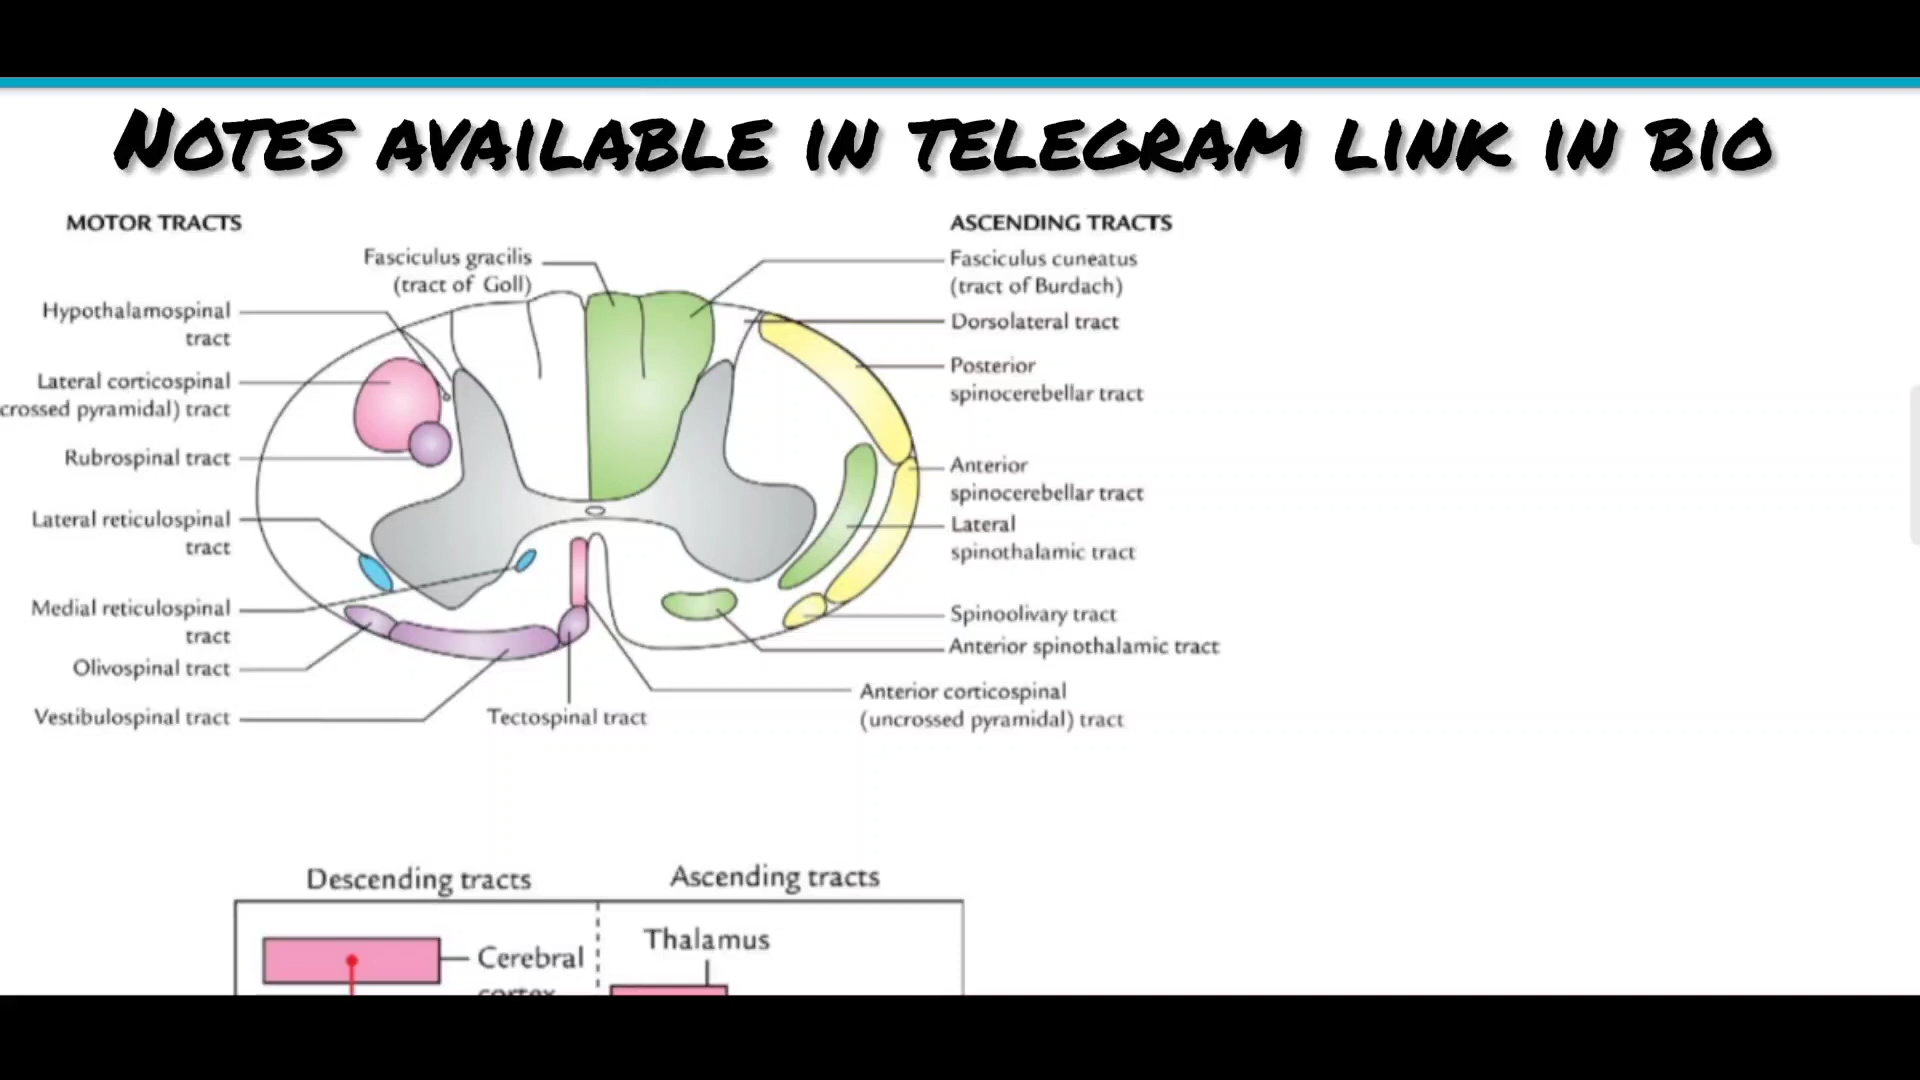 NOTES AVAILABLE IN TELEGRAM LINK IN BIO
MOTOR TRACTS
Fasciculus gracilis
(tract of Goll)
Hypothalamospinal
tract
Lateral corticospinal
crossed pyramidal) tract
Rubrospinal tract
Lateral reticulospinal
tract
Medial reticulospinal
tract
Olivospinal tract
Vestibulospinal tract
Tectospinal tract
ASCENDING TRACTS
Fasciculus cuneatus
(tract of Burdach)
Dorsolateral tract
Posterior
spinocerebellar tract
Anterior
spinocerebellar tract
Lateral
spinothalamic tract
Spinoolivary tract
Anterior spinothalamic tract
Anterior corticospinal
(uncrossed pyramidal) tract
Descending tracts
Ascending tracts
Cerebral
cortex
Thalamus